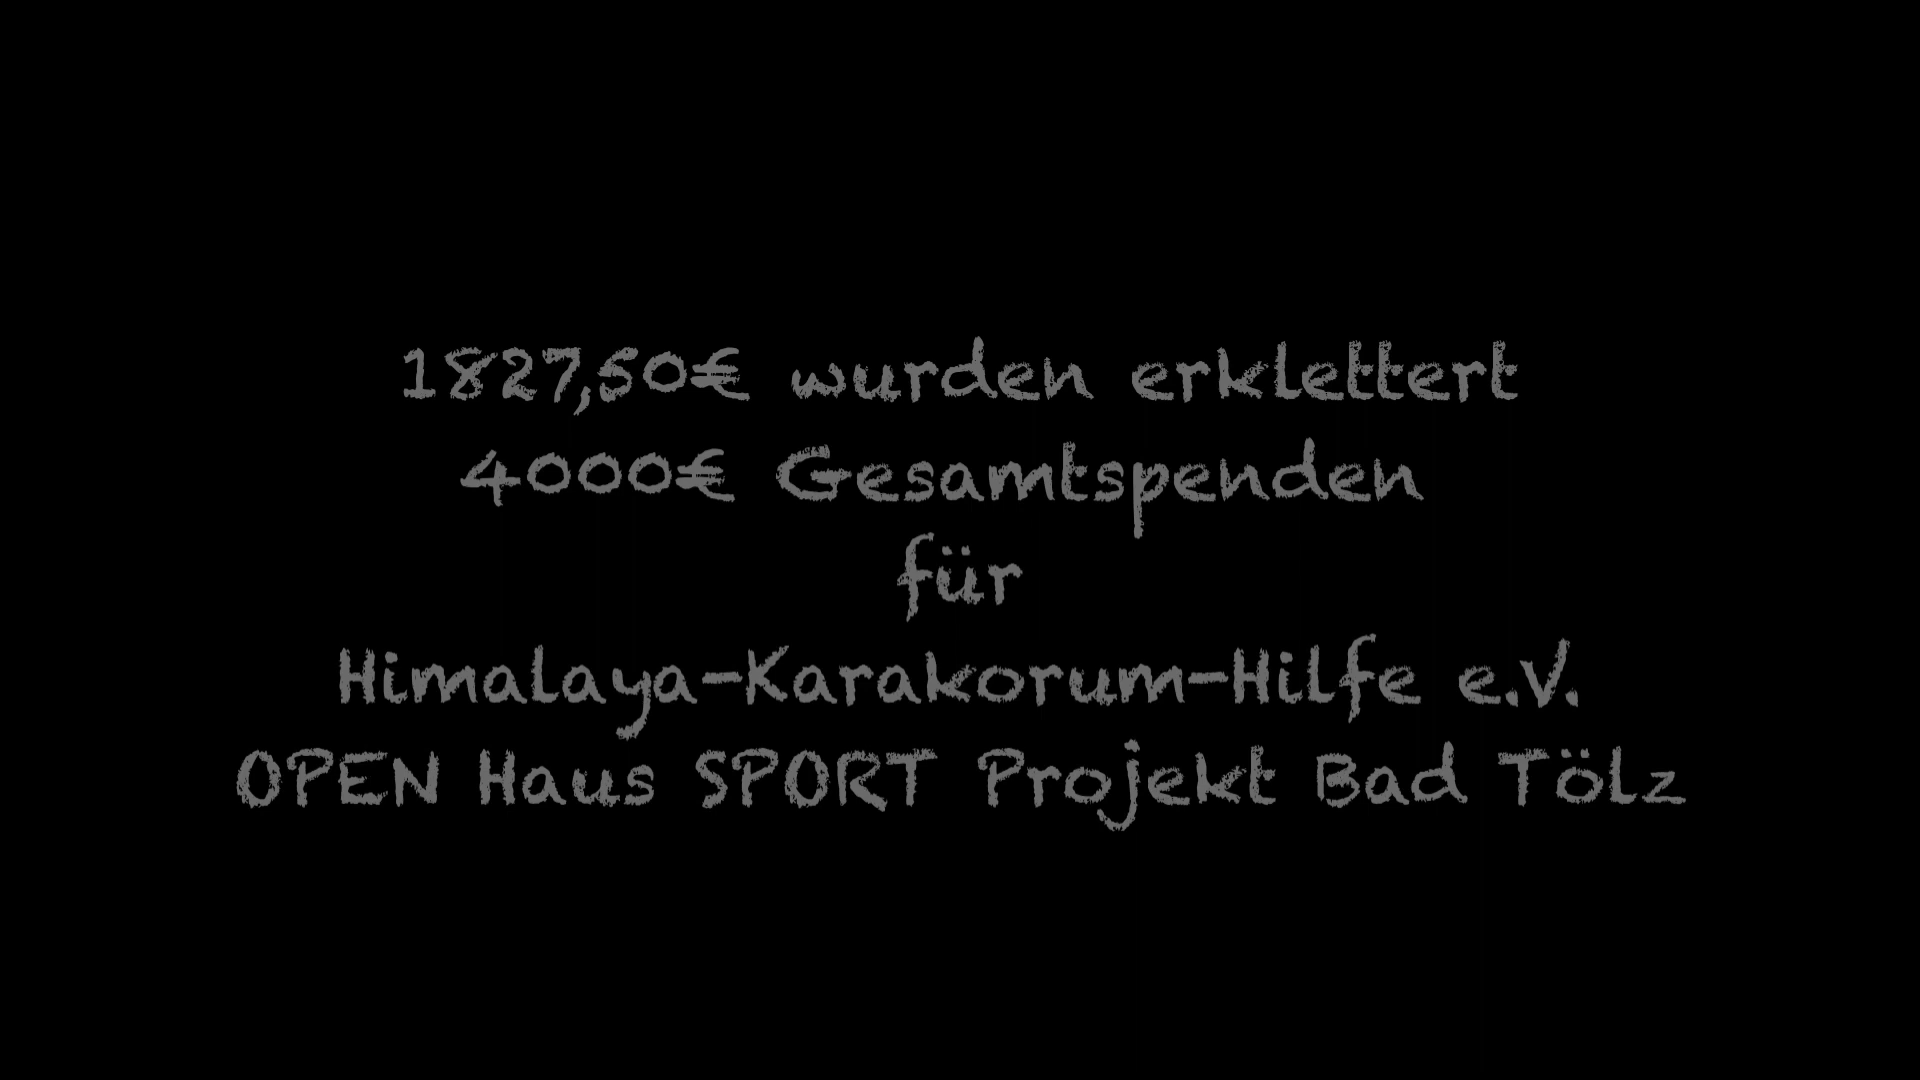 1827,50€ wurden erklettert
4000€ Gesamtspenden
für
Himalaya-Karakorum-Hilfe e.V.
OPEN Haus SPORT Projekt Bad Tölz